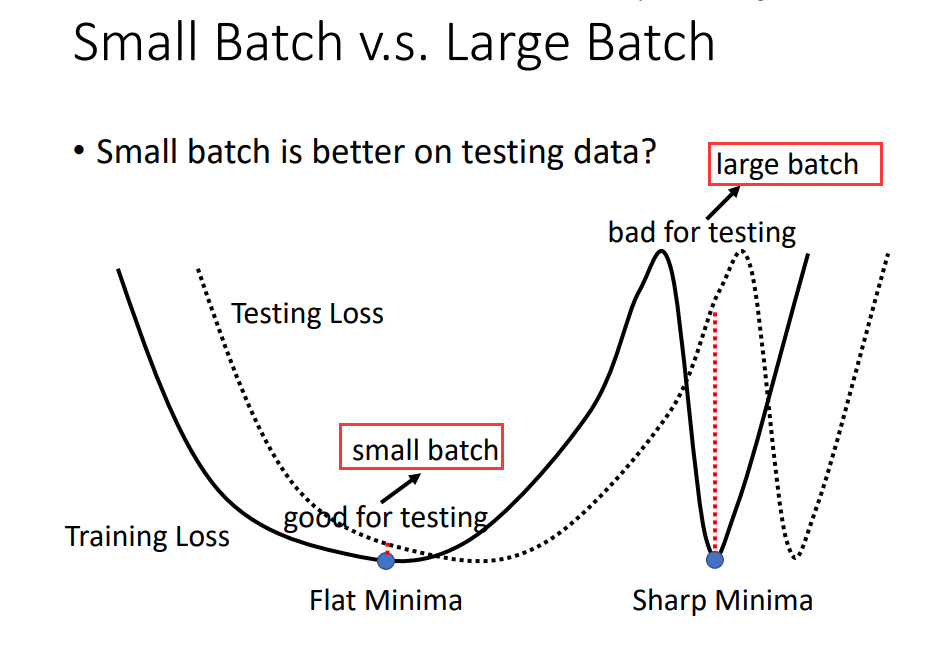 Small Batch v.s. Large Batch
• Small batch is better on testing data?
large batch
bad for testing
Testing Loss
small batch
good for testing
Training Loss
Flat Minima
Sharp Minima